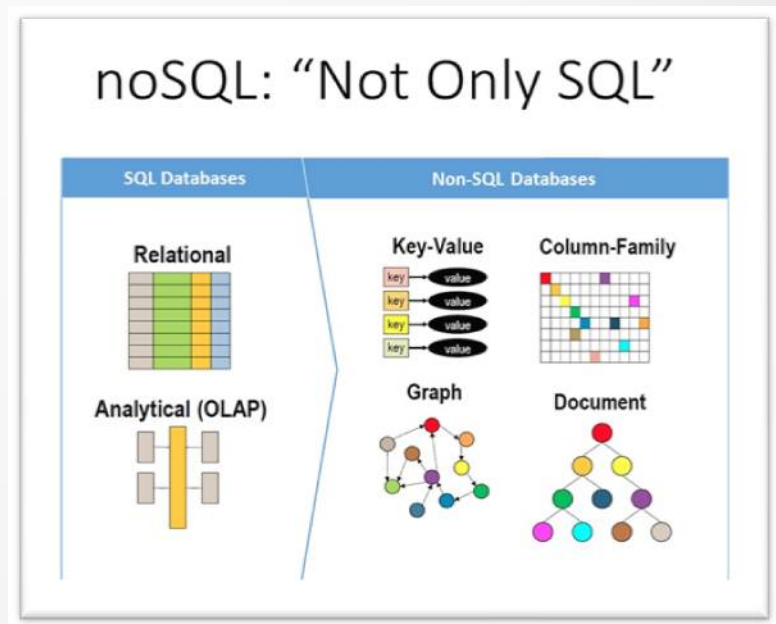 noSQL: “Not Only SQL”
SQL Databases
Non-SQL Databases
Relational
Analytical (OLAP)
Key-Value
key value
key value
key value
key value
Column-Family
Graph
Document